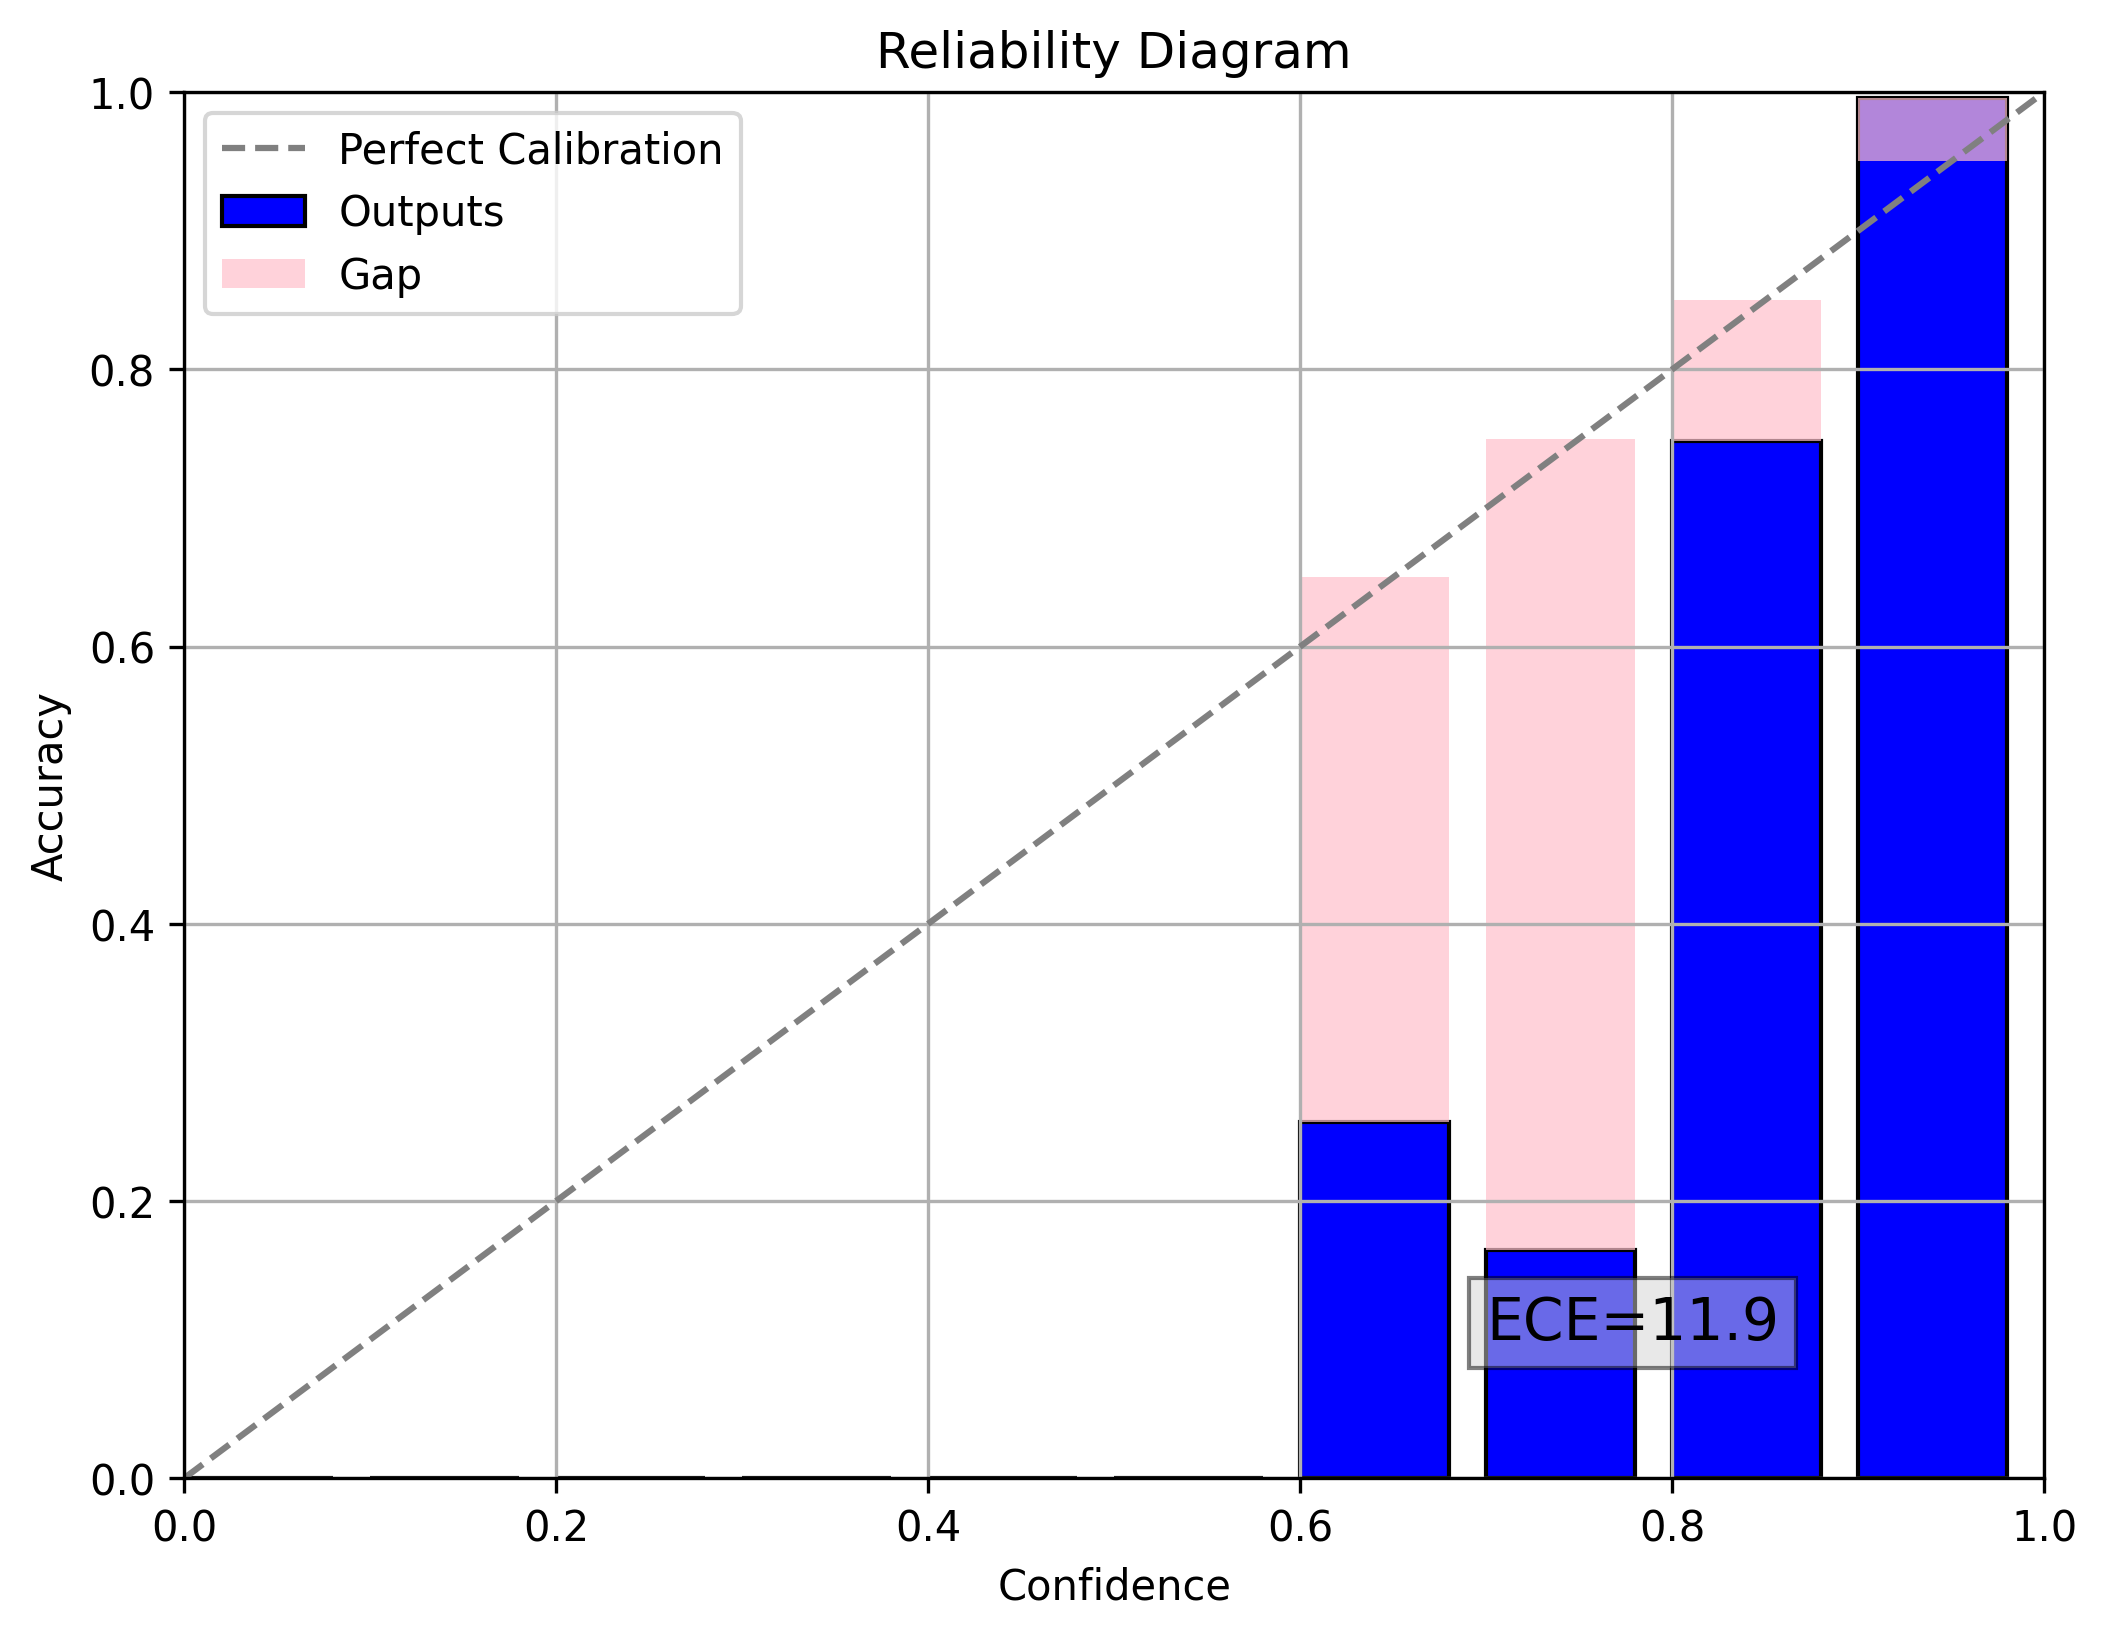 Reliability Diagram
1.0
0.8
0.6
0.4
0.2
0.0
Accuracy
Perfect Calibration
Outputs
Gap
ECE=11.9
0.0 0.2 0.4 0.6 0.8 1.0
Confidence